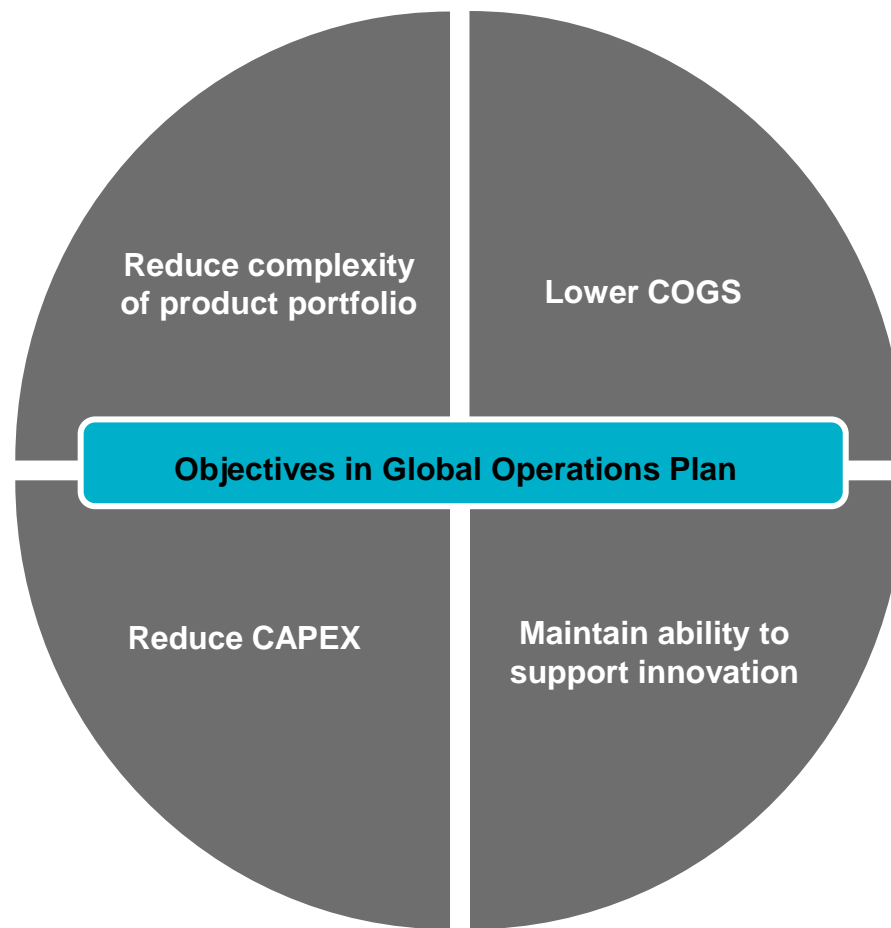 Reduce complexity
of product portfolio
Lower COGS
Objectives in Global Operations Plan
Reduce CAPEX
Maintain ability to
support innovation